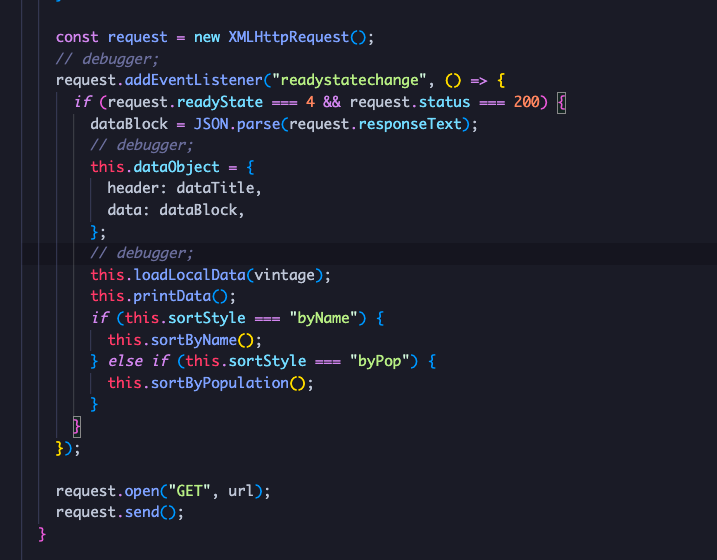 }
const request = new XMLHttpRequest();
// debugger;
request.addEventListener("readystatechange", () => {
if (request.readyState === 4 && request.status === 200) {
dataBlock = JSON.parse(request.responseText);
// debugger;
this.dataObject = {
header: dataTitle,
data: dataBlock,
};
// debugger;
this.loadLocalData(vintage);
this.printData();
if (this.sortStyle === "byName") {
this.sortByName();
} else if (this.sortStyle === "byPop") {
this.sortByPopulation();
}
}
});
request.open("GET", url);
request.send();
}